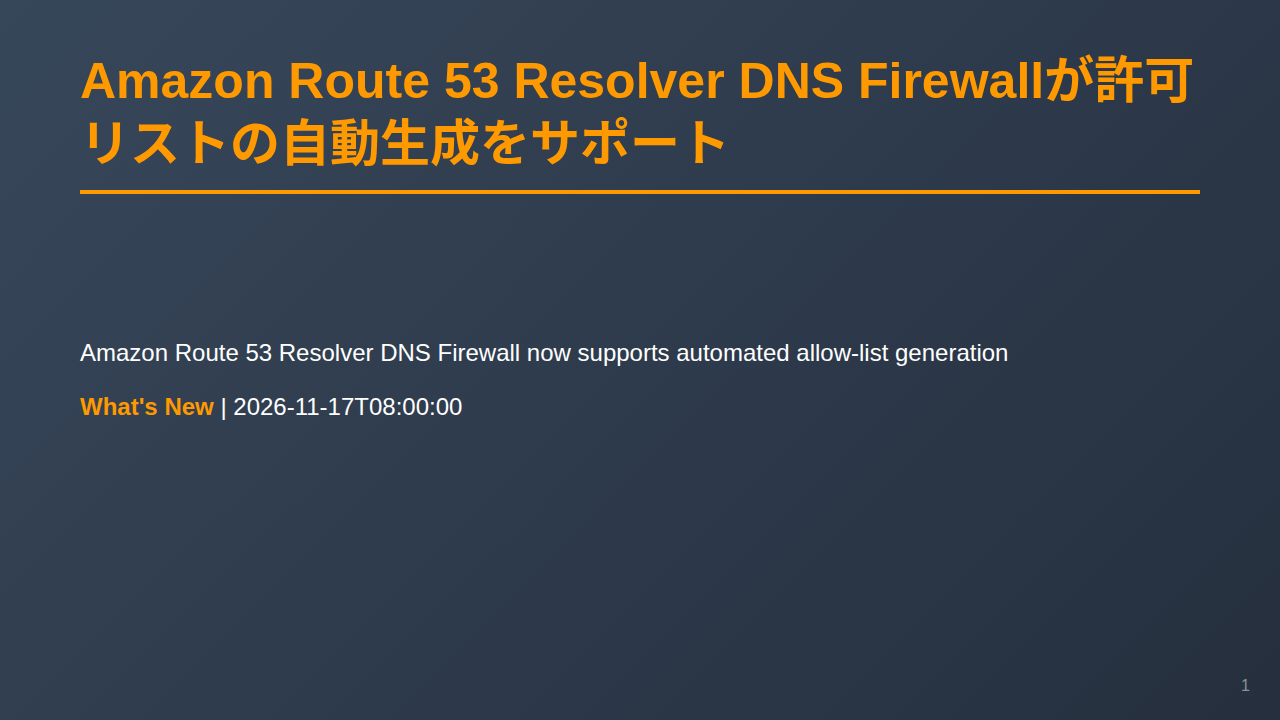 Amazon Route 53 Resolver DNS Firewallが許可
リストの自動生成をサポート
Amazon Route 53 Resolver DNS Firewall now supports automated allow-list generation
What's New | 2026-11-17T08:00:00
1